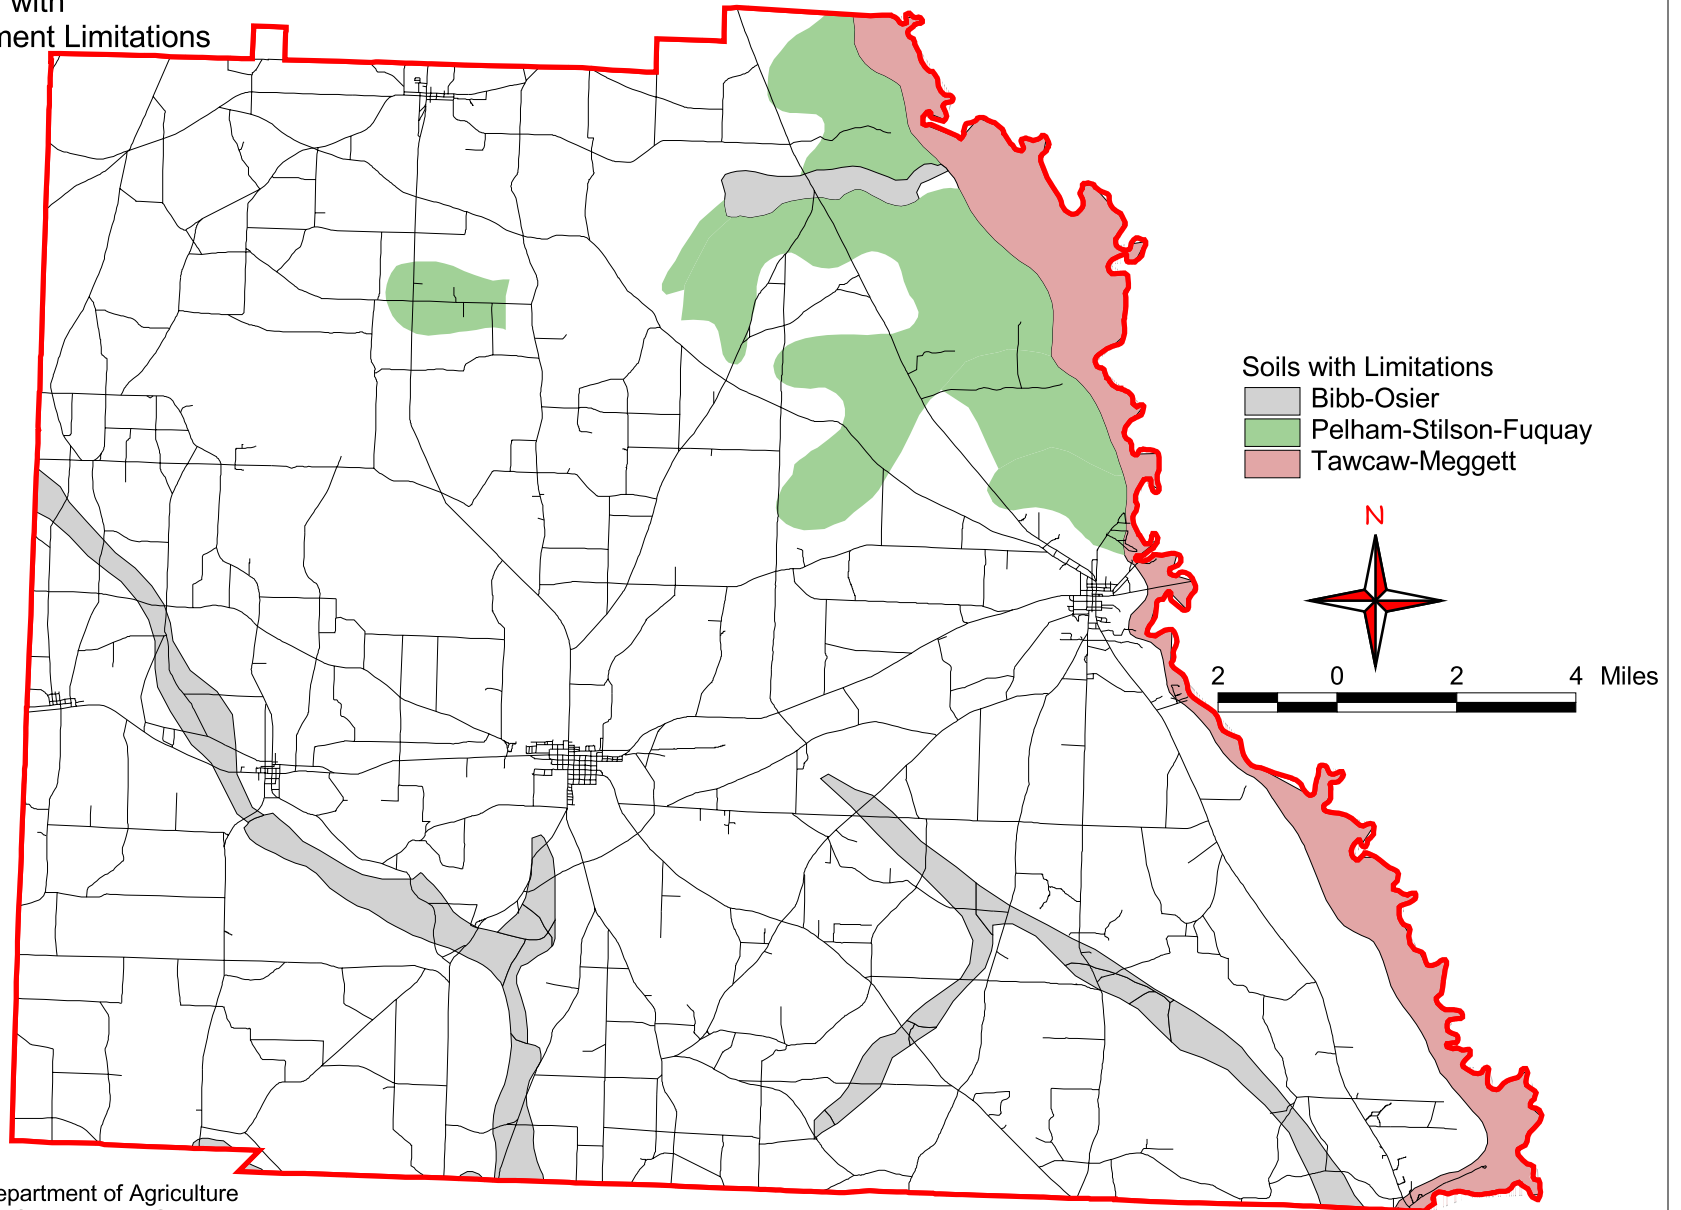 with
ment Limitations
Soils with Limitations
Bibb-Osier
Pelham-Stilson-Fuquay
Tawcaw-Meggett
N
2 0 2 4 Miles
epartment of Agriculture